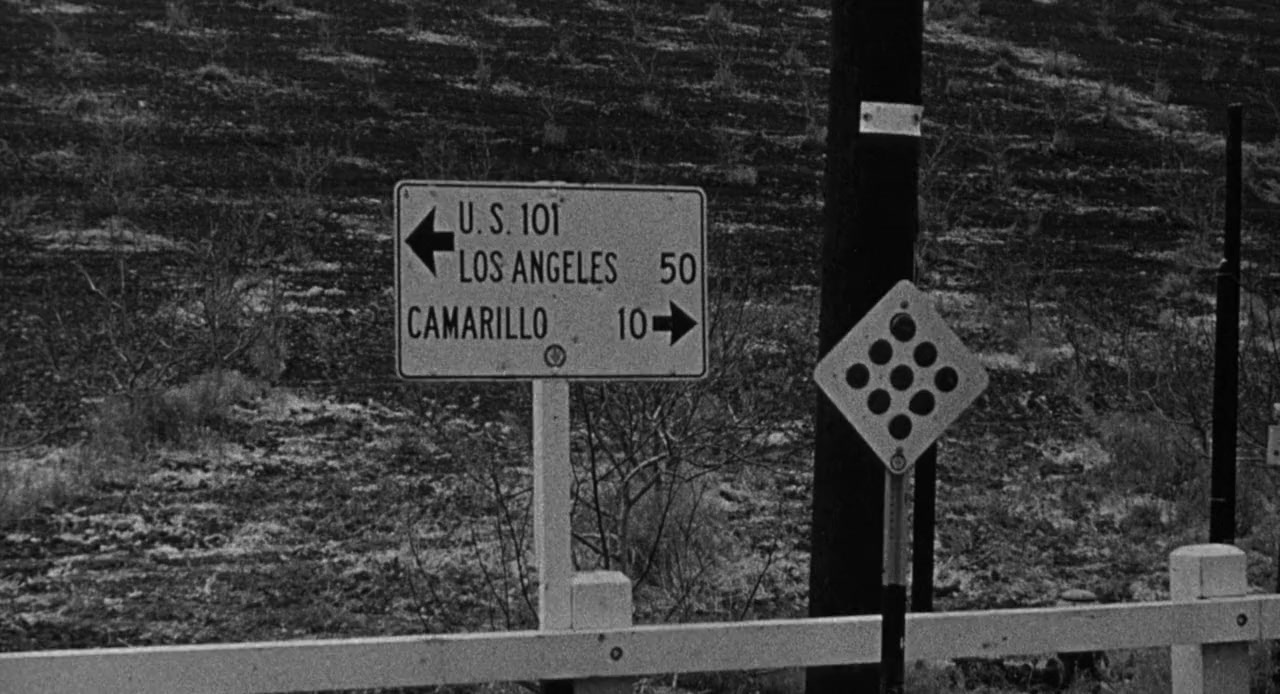 U.S. 101
LOS ANGELES 50
CAMARILLO 10